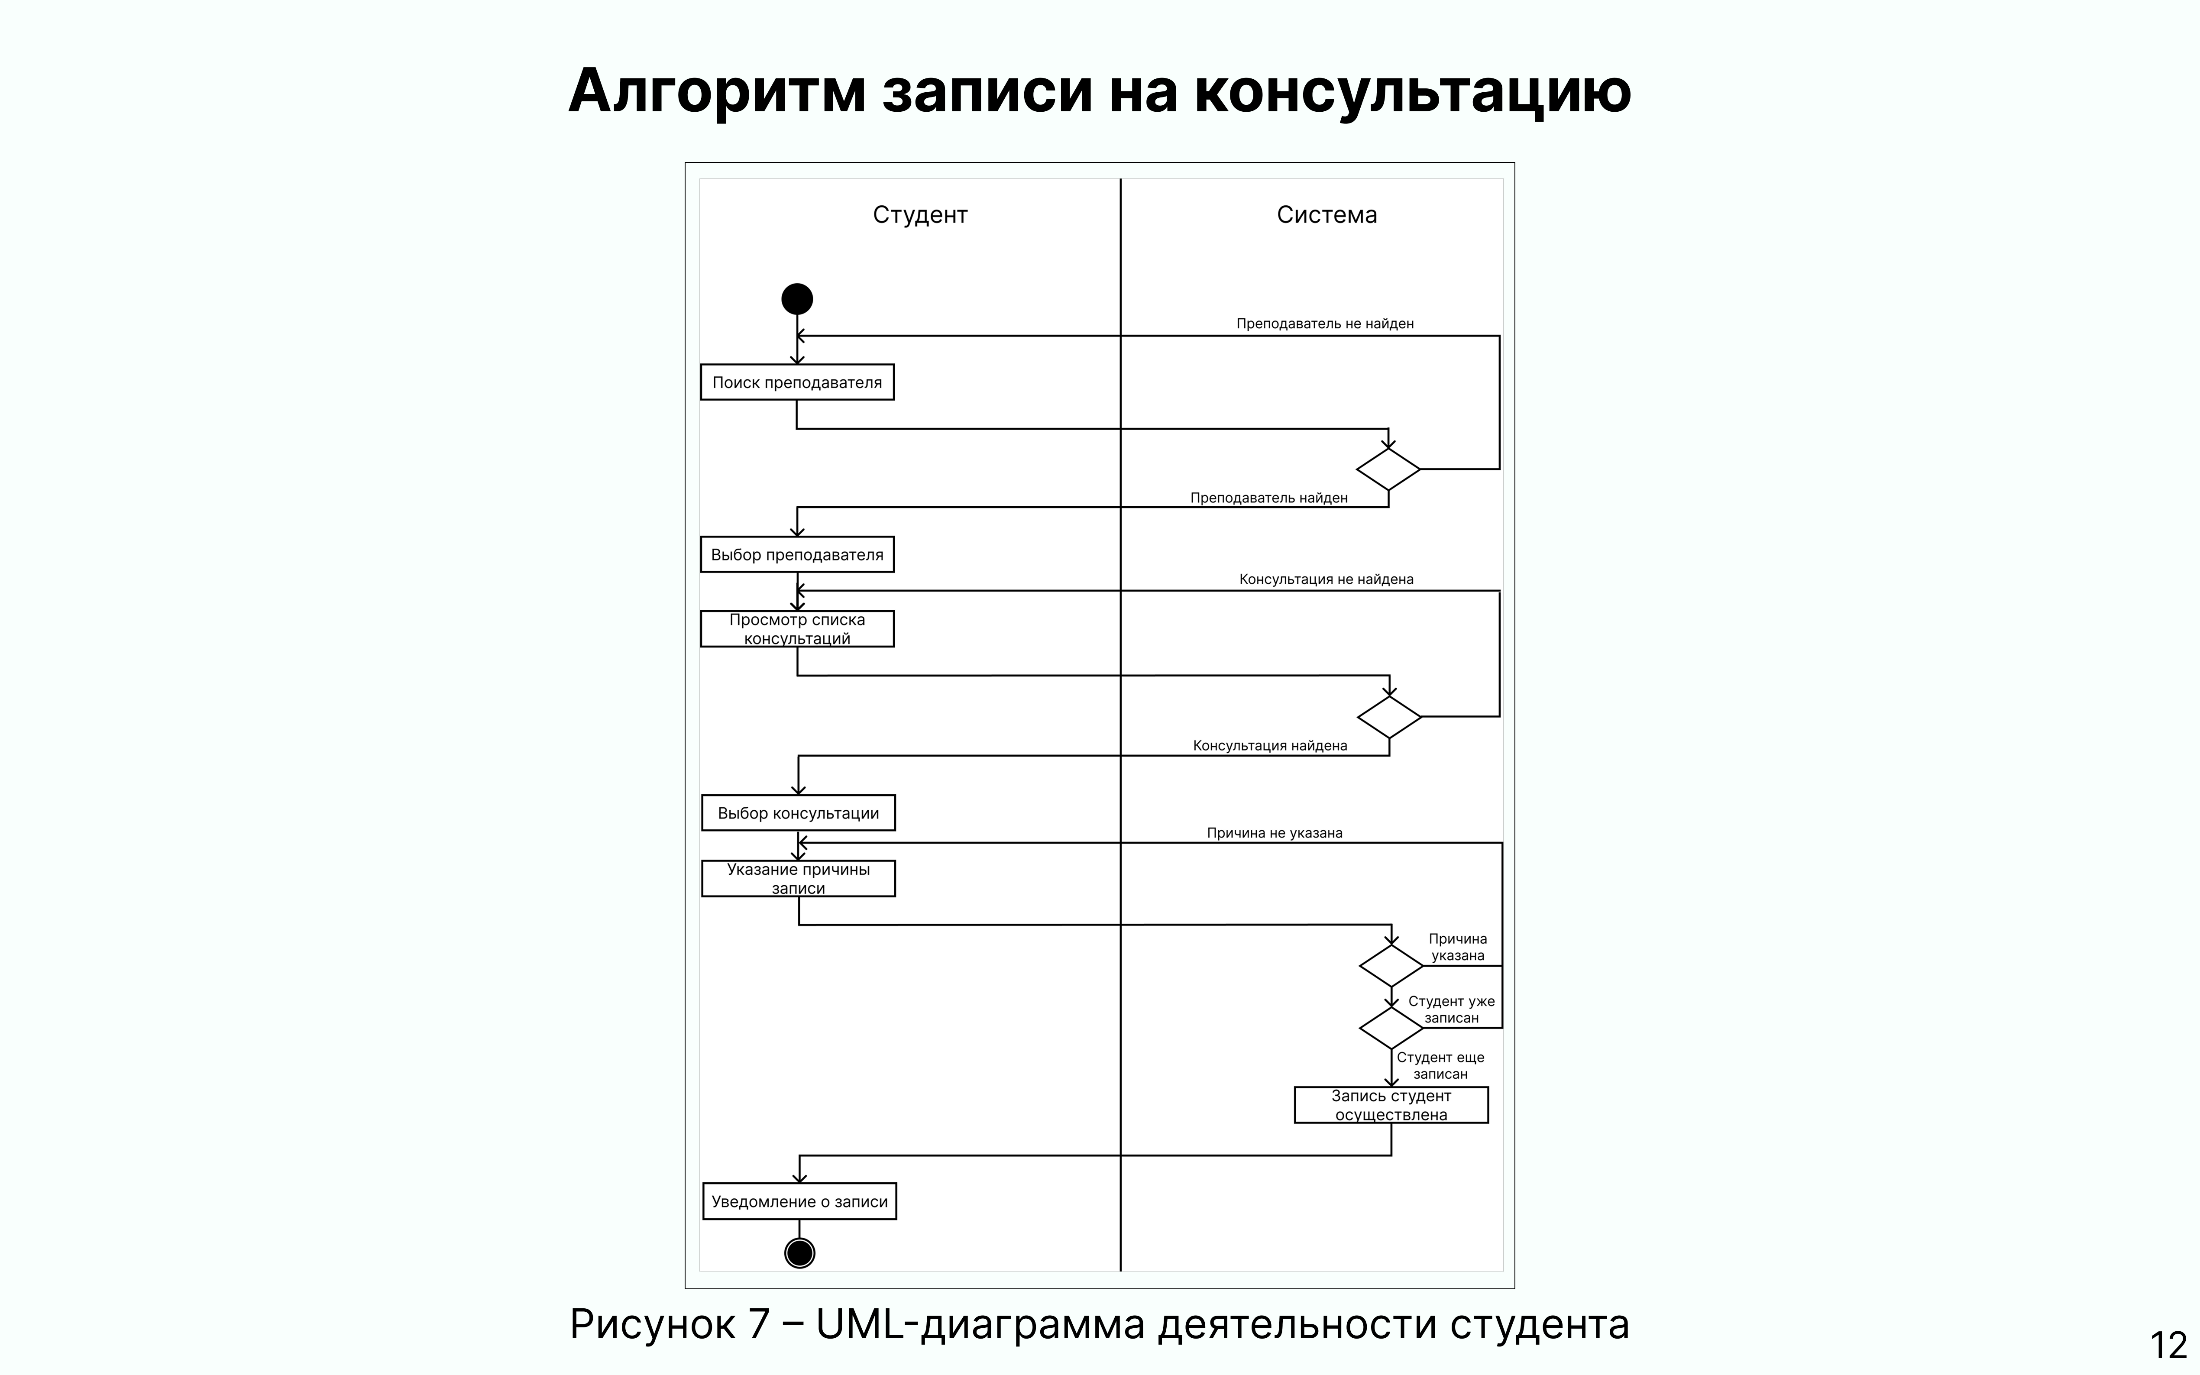 Алгоритм записи на консультацию
Студент
Система
Преподаватель не найден
Поиск преподавателя
Преподаватель найден
Выбор преподавателя
Консультация не найдена
Просмотр списка
консультаций
Консультация найдена
Выбор консультации
Причина не указана
Указание причины
записи
Причина
указана
Студент уже
записан
Студент еще
записан
Запись студент
осуществлена
Уведомление о записи
Рисунок 7 – UML-диаграмма деятельности студента
12